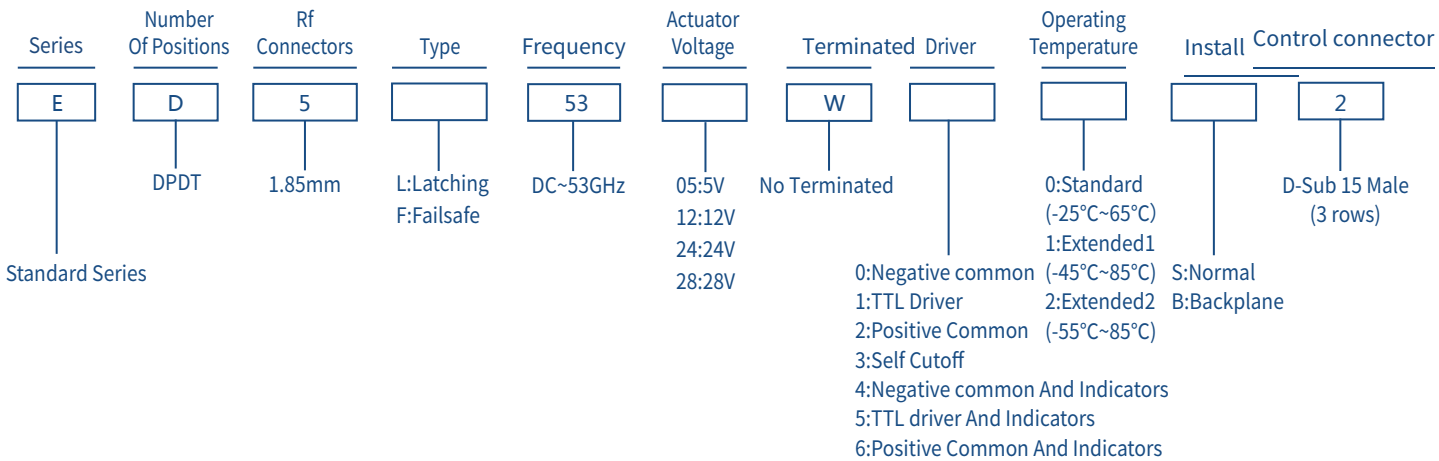 Series
Number
Of Positions
Rf
Connectors
Type
Frequency
Actuator
Voltage
Terminated
Driver
Operating
Temperature
Install
Control connector
E
D
5
53
W
2
Standard Series
DPDT
1.85mm
L:Latching
F:Failsafe
DC~53GHz
05:5V
12:12V
24:24V
28:28V
No Terminated
0:Negative common
1:TTL Driver
2:Positive Common
3:Self Cutoff
4:Negative common And Indicators
5:TTL driver And Indicators
6:Positive Common And Indicators
0:Standard
(-25°C~65°C)
1:Extended1
(-45°C~85°C)
2:Extended2
(-55°C~85°C)
S:Normal
B:Backplane
D-Sub 15 Male
(3 rows)